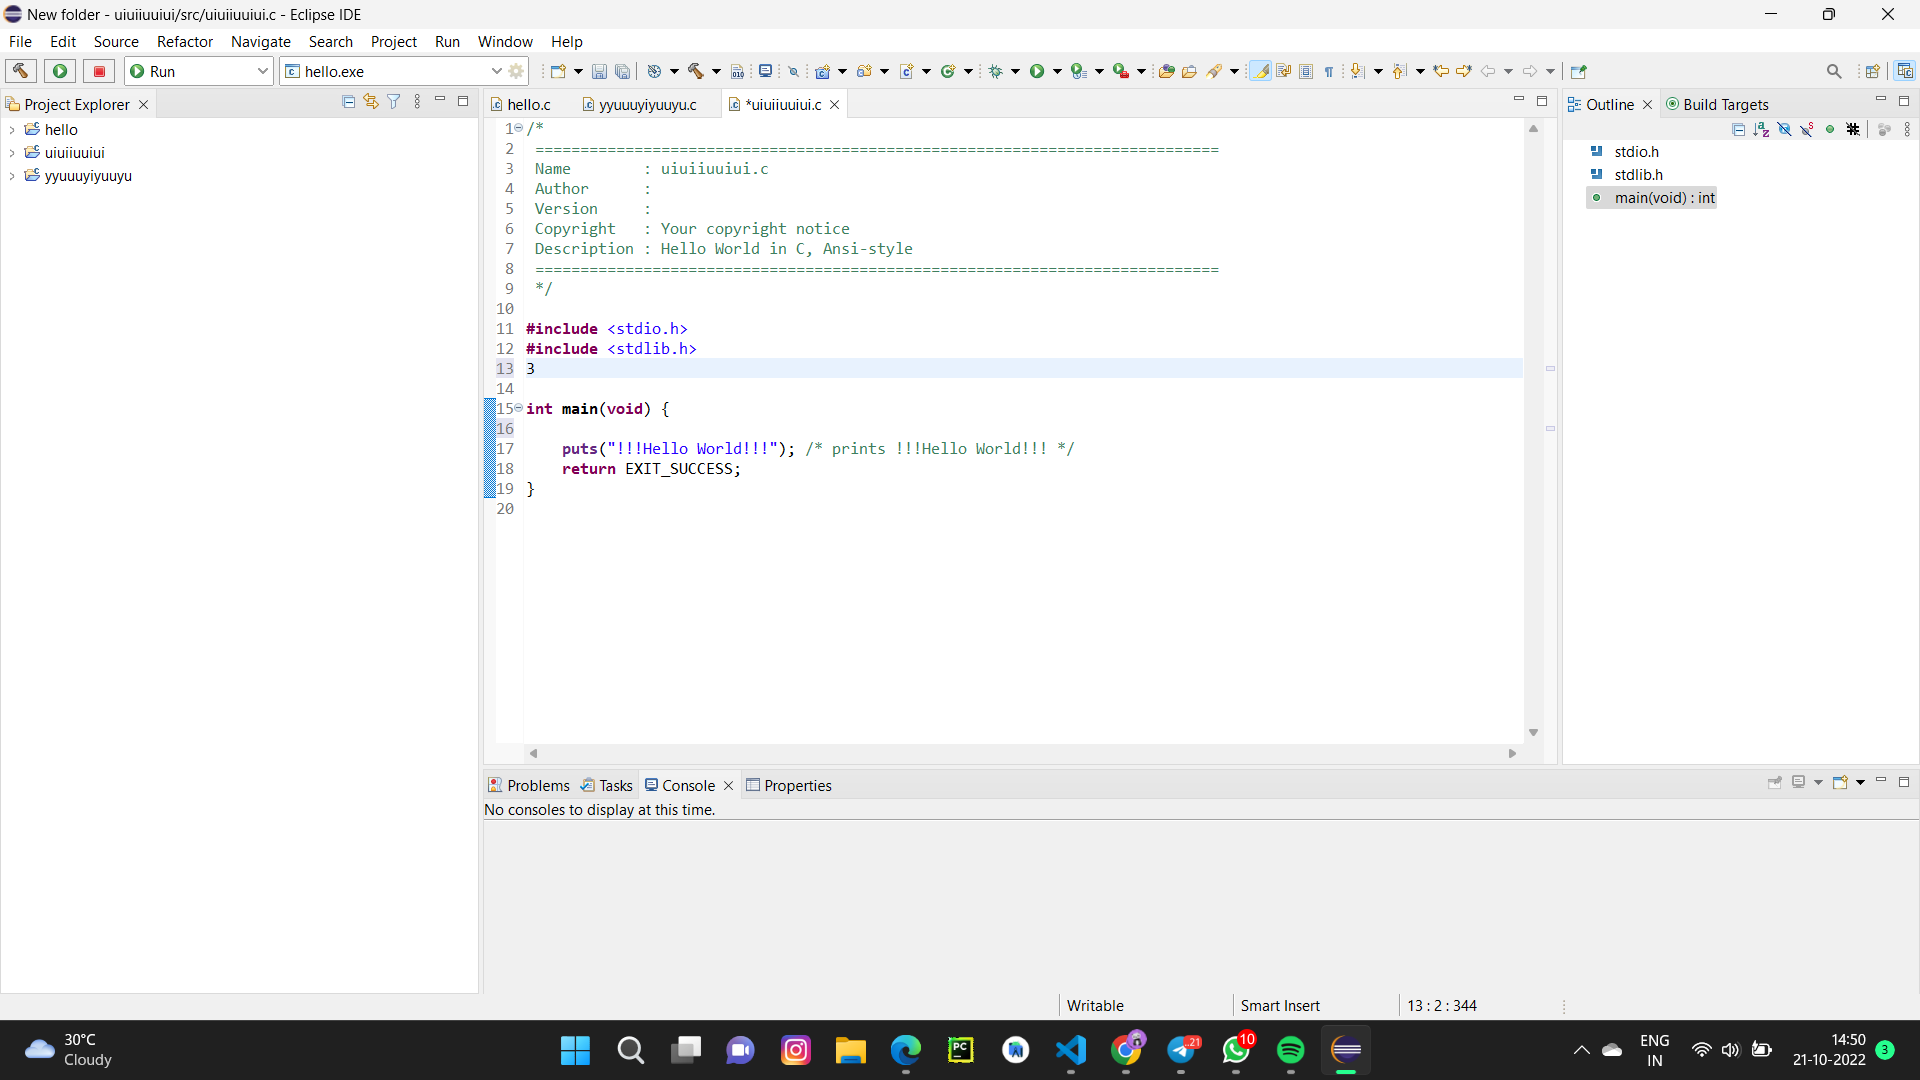 New folder - uiuiiuuiui/src/uiuiiuuiui.c - Eclipse IDE
File Edit Source Refactor Navigate Search Project Run Window Help
Run hello.exe
Project Explorer
hello
uiuiiuuiui
yyuuuyiyuuyu
hello.c yyuuuyiyuuyu.c *uiuiiuuiui.c
1 /*
2 ============================================================================
3 Name        : uiuiiuuiui.c
4 Author      :
5 Version     :
6 Copyright   : Your copyright notice
7 Description : Hello World in C, Ansi-style
8 ============================================================================
9 */
10
11 #include <stdio.h>
12 #include <stdlib.h>
13 3
14
15 int main(void) {
16
17 puts("!!!Hello World!!!"); /* prints !!!Hello World!!! */
18 return EXIT_SUCCESS;
19 }
20
Outline Build Targets
stdio.h
stdlib.h
main(void) : int
Problems Tasks Console Properties
No consoles to display at this time.
Writable Smart Insert 13 : 2 : 344
30°C
Cloudy
PC
21
10
ENG
IN
14:50
21-10-2022
3